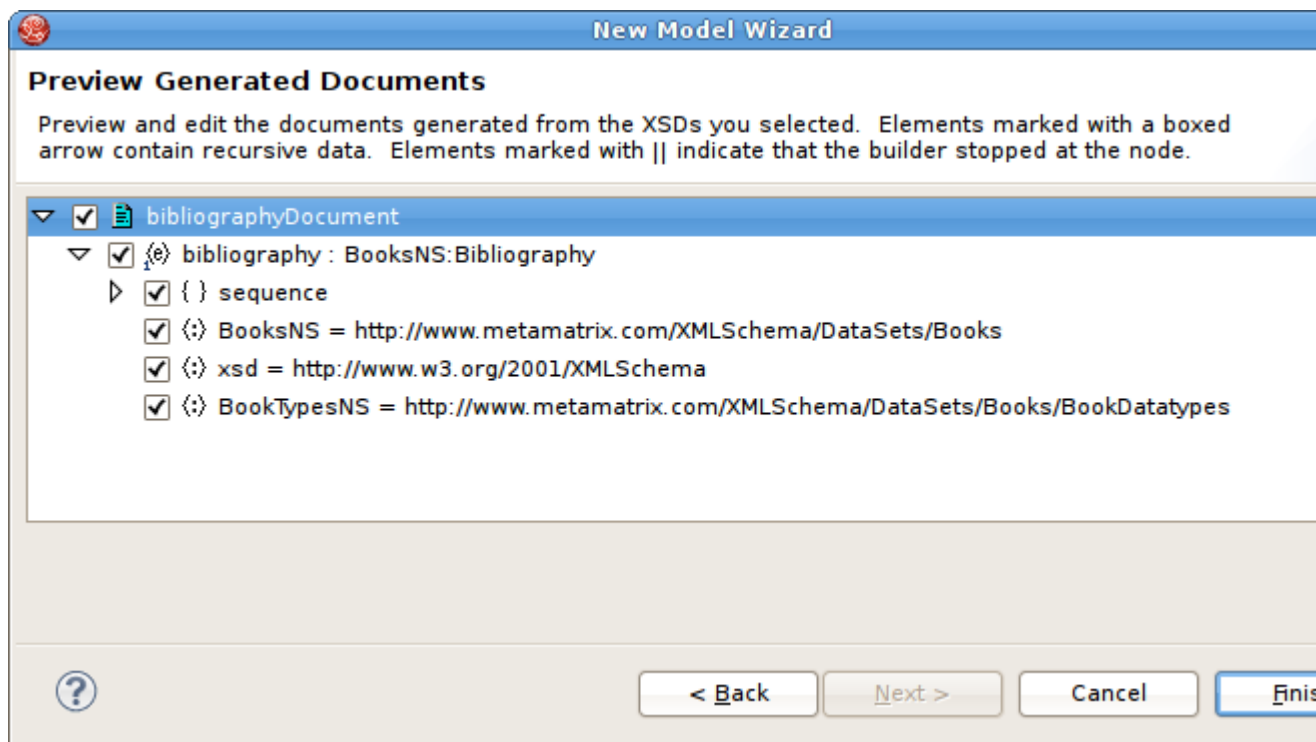 New Model Wizard
Preview Generated Documents
Preview and edit the documents generated from the XSDs you selected.  Elements marked with a boxed
arrow contain recursive data.  Elements marked with || indicate that the builder stopped at the node.
bibliographyDocument
bibliography : BooksNS:Bibliography
{ } sequence
BooksNS = http://www.metamatrix.com/XMLSchema/DataSets/Books
xsd = http://www.w3.org/2001/XMLSchema
BookTypesNS = http://www.metamatrix.com/XMLSchema/DataSets/Books/BookDatatypes
< Back Next > Cancel Finis